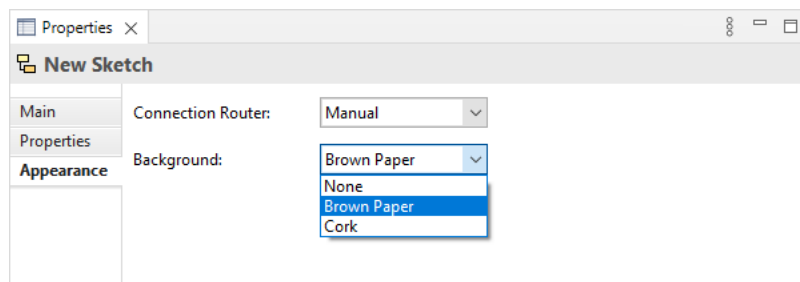 Properties
New Sketch
Main
Properties
Appearance
Connection Router:
Manual
Background:
Brown Paper
None
Brown Paper
Cork